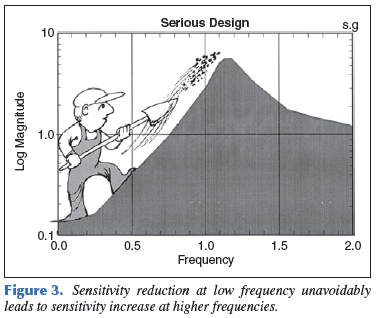 Serious Design
s.g
10
Log Magnitude
1.0
0.1
0.0 0.5 1.0 1.5 2.0
Frequency
Figure 3. Sensitivity reduction at low frequency unavoidably
leads to sensitivity increase at higher frequencies.